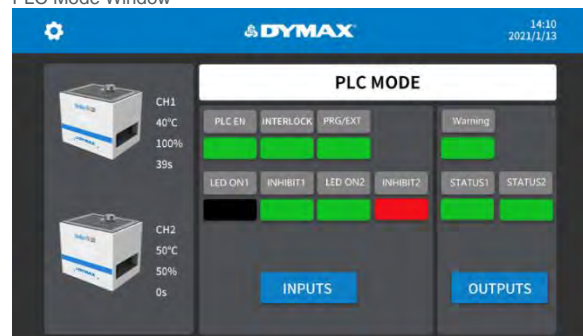 PLC Mode Window
DYMAX
14:10
2021/1/13
PLC MODE
CH1
40°C
100%
39s
PLC EN INTERLOCK PRG/EXT Warning
LED ON1 INHIBIT1 LED ON2 INHIBIT2 STATUS1 STATUS2
CH2
50°C
50%
0s
INPUTS OUTPUTS